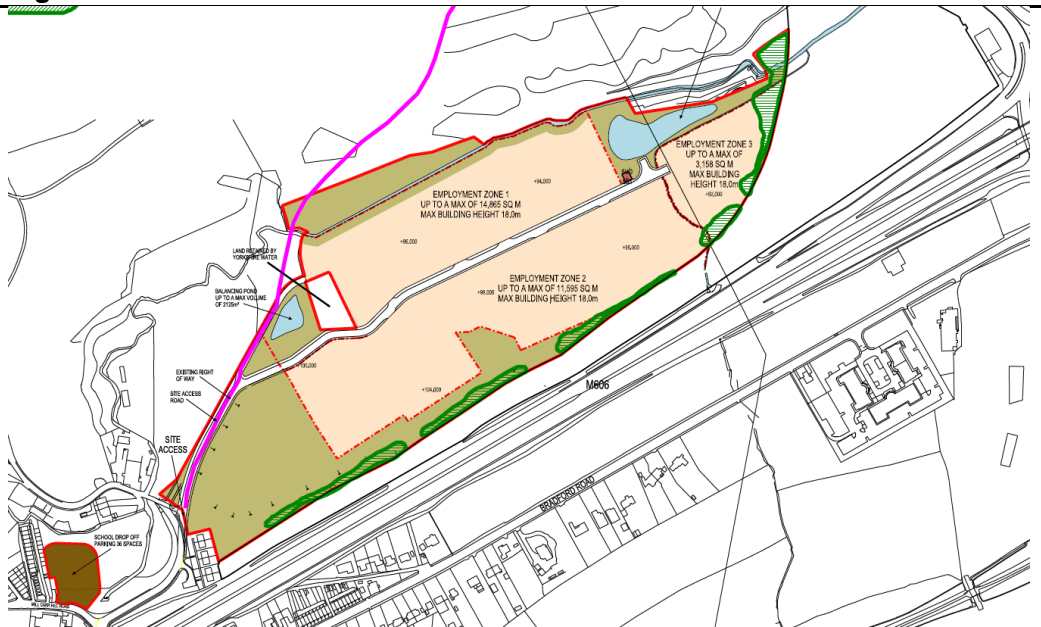 EMPLOYMENT ZONE 3
UP TO A MAX OF
3,158 SQ M
MAX BUILDING
HEIGHT 18.0m
+94,000
EMPLOYMENT ZONE 1
UP TO A MAX OF 14,865 SQ M
MAX BUILDING HEIGHT 18.0m
+96,000
+95,000
LAND RETAINED BY
YORKSHIRE WATER
EMPLOYMENT ZONE 2
UP TO A MAX OF 11,595 SQ M
MAX BUILDING HEIGHT 18.0m
+98,000
BALANCING POND
UP TO A MAX VOLUME
OF 2125m³
EXISTING RIGHT
OF WAY
+100,000
+104,000
M606
SITE ACCESS
ROAD
SITE
ACCESS
BRADFORD ROAD
SCHOOL DROP OFF
PARKING 36 SPACES